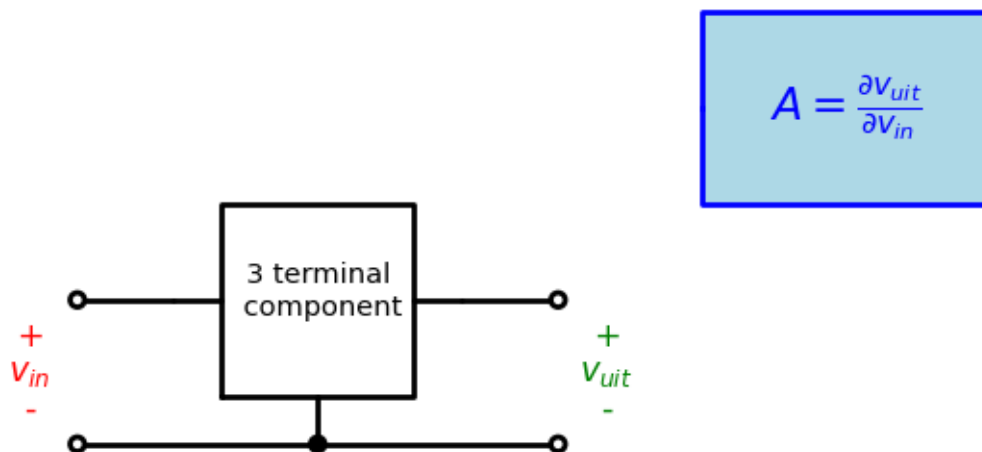 A = ∂v_uit / ∂v_in
3 terminal
component
+
v_in
-
+
v_uit
-